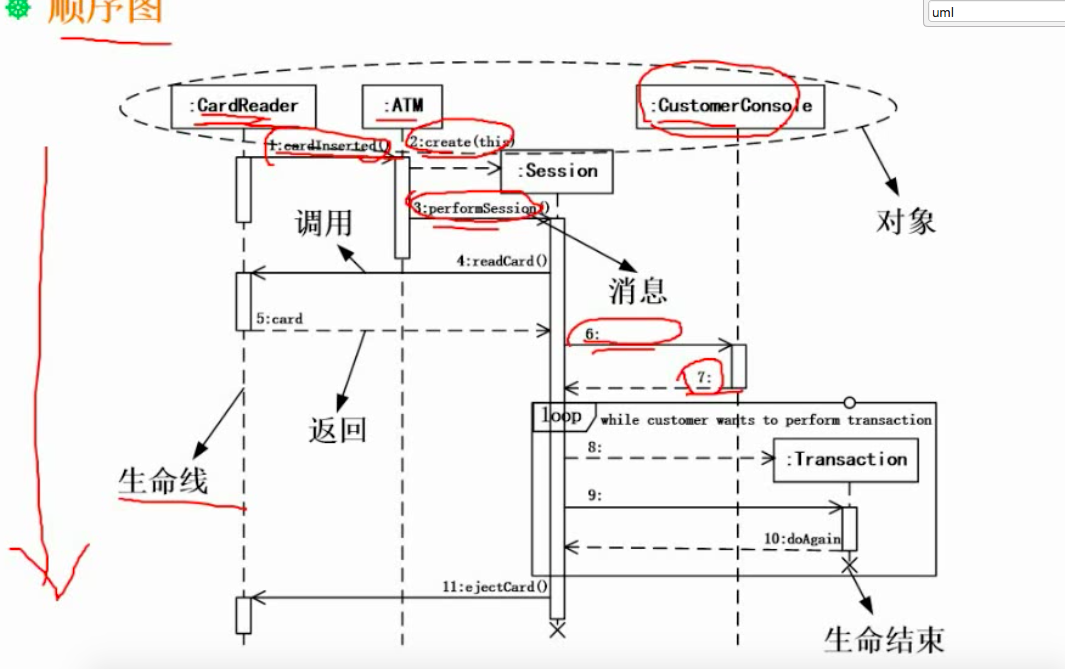 顺序图
uml
:CardReader
:ATM
:CustomerConsole
1:cardInserted()
2:create(this)
:Session
3:performSession()
对象
调用
4:readCard()
消息
5:card
6:
7:
返回
loop
while customer wants to perform transaction
8:
:Transaction
生命线
9:
10:doAgain
11:ejectCard()
生命结束